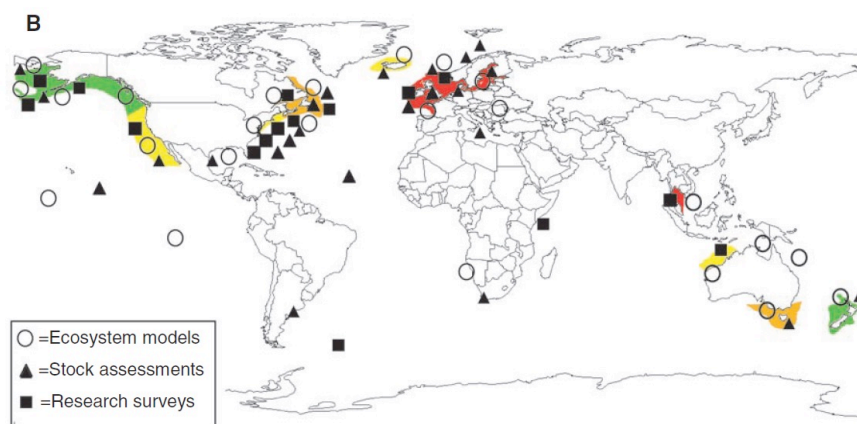 B
=Ecosystem models
=Stock assessments
=Research surveys